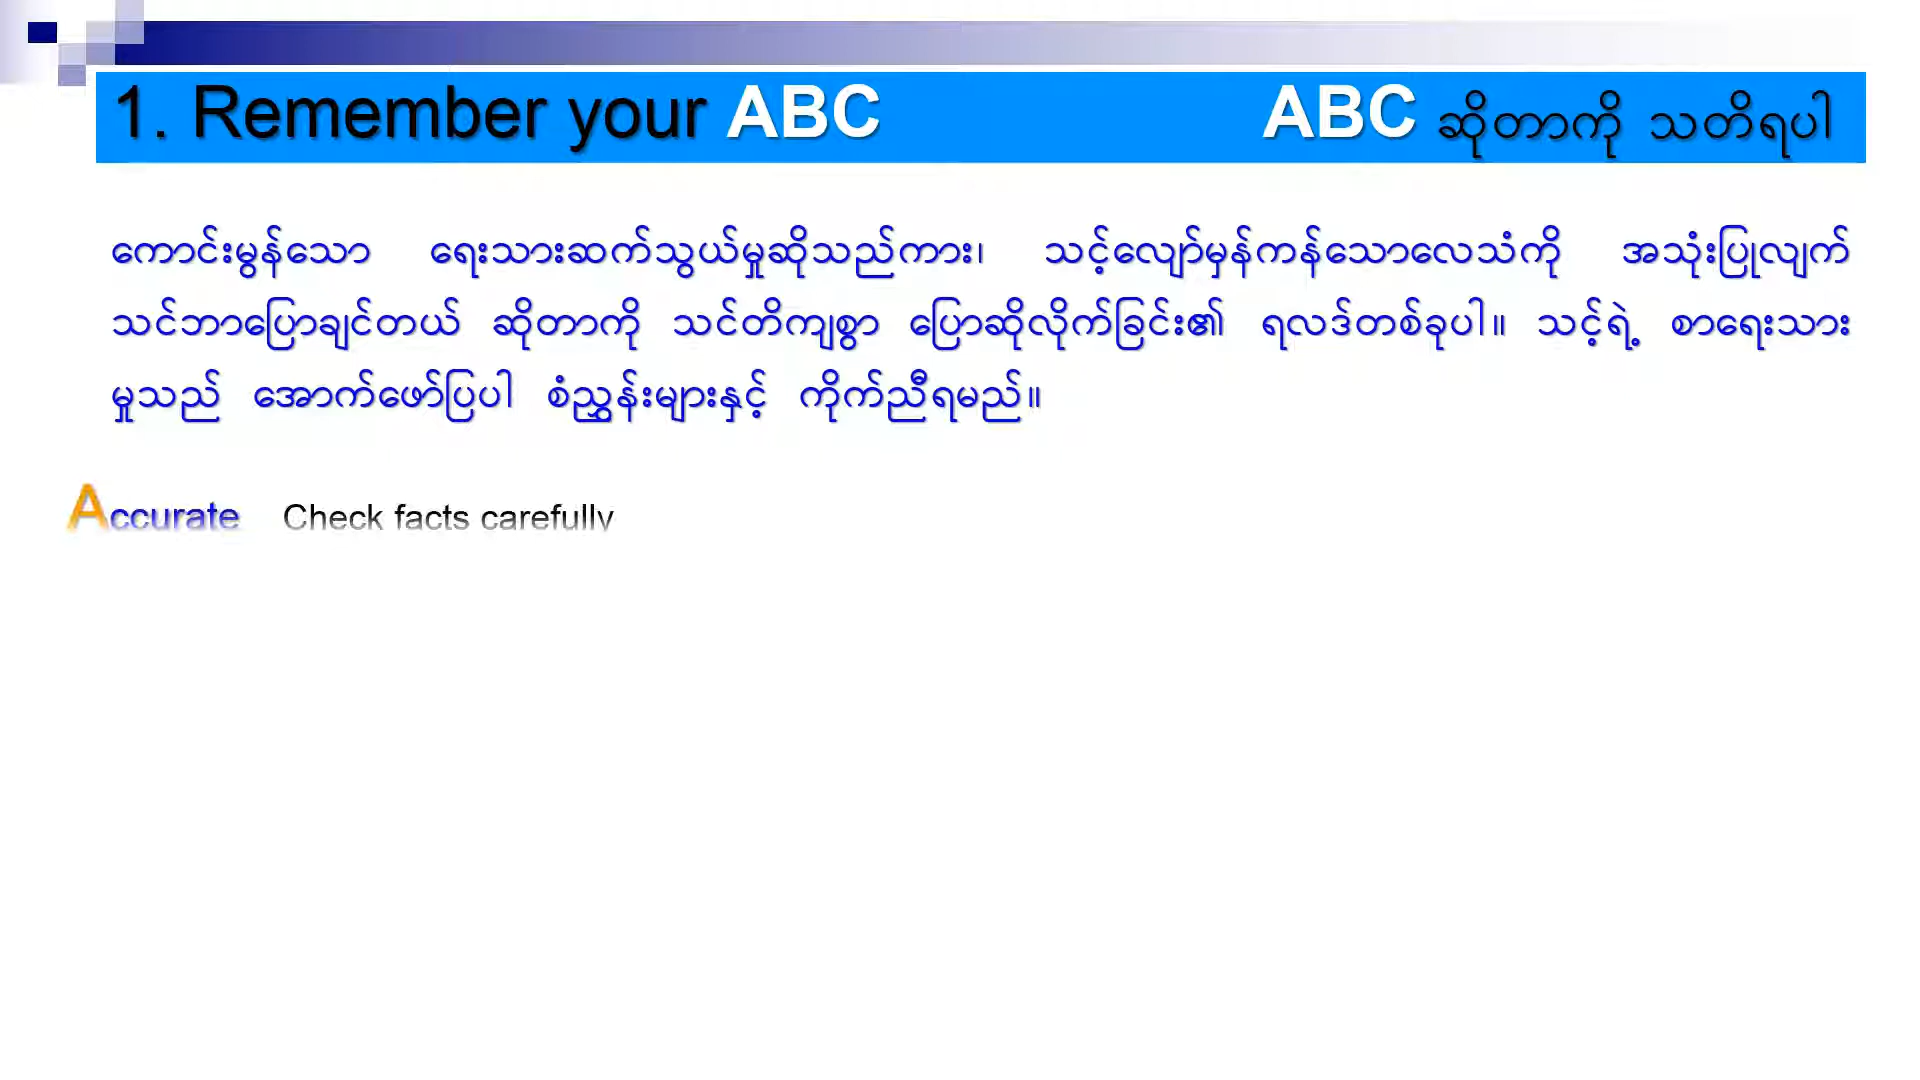 1. Remember your ABC ABC ဆိုတာကို သတိရပါ
ကောင်းမွန်သော ရေးသားဆက်သွယ်မှုဆိုသည်ကား၊ သင့်လျော်မှန်ကန်သောလေသံကို အသုံးပြုလျက်
သင်ဘာပြောချင်တယ် ဆိုတာကို သင်တိကျစွာ ပြောဆိုလိုက်ခြင်း၏ ရလဒ်တစ်ခုပါ။ သင့်ရဲ့ စာရေးသား
မှုသည် အောက်ဖော်ပြပါ စံညွှန်းများနှင့် ကိုက်ညီရမည်။
Accurate Check facts carefully